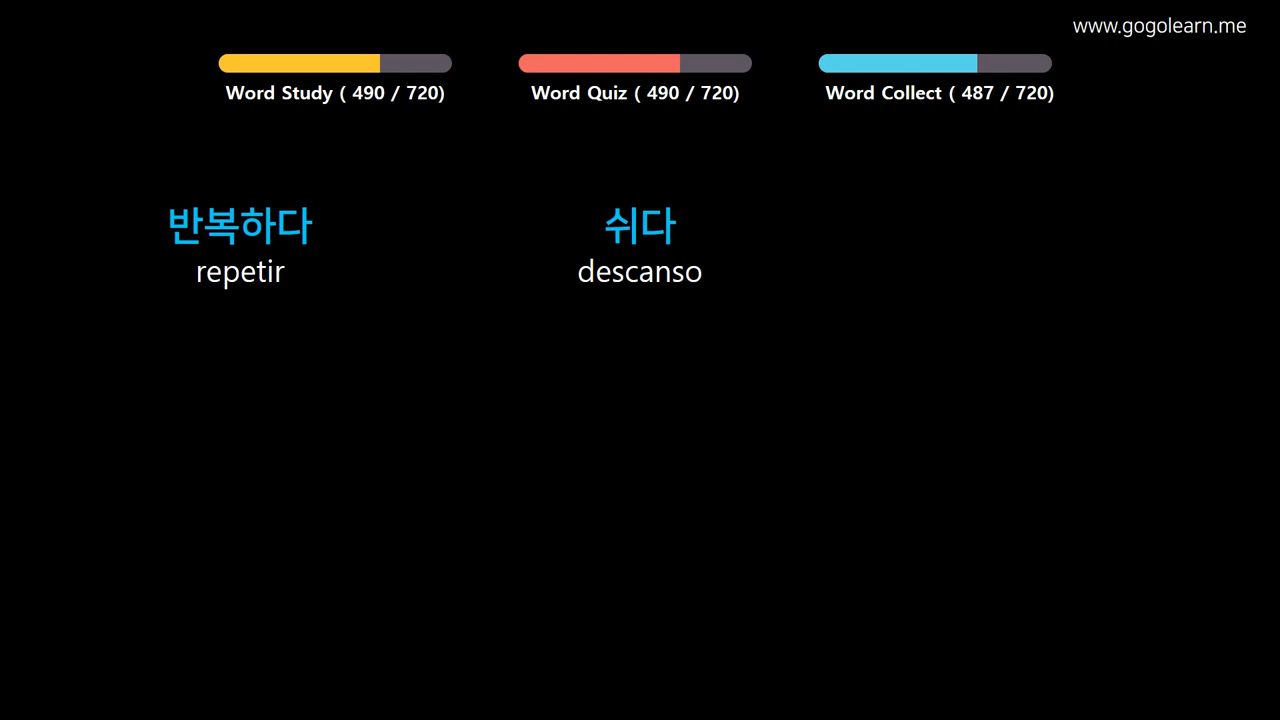 www.gogolearn.me
Word Study ( 490 / 720)
Word Quiz ( 490 / 720)
Word Collect ( 487 / 720)
반복하다
repetir
쉬다
descanso